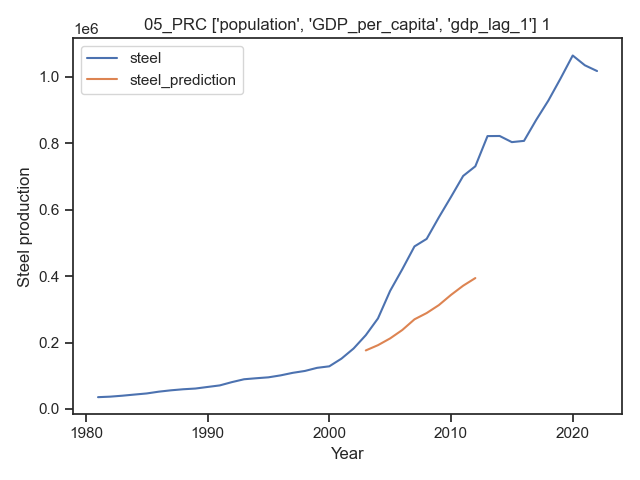 05_PRC ['population', 'GDP_per_capita', 'gdp_lag_1'] 1
1e6
steel
steel_prediction
1.0
0.8
0.6
0.4
0.2
0.0
Steel production
1980
1990
2000
2010
2020
Year